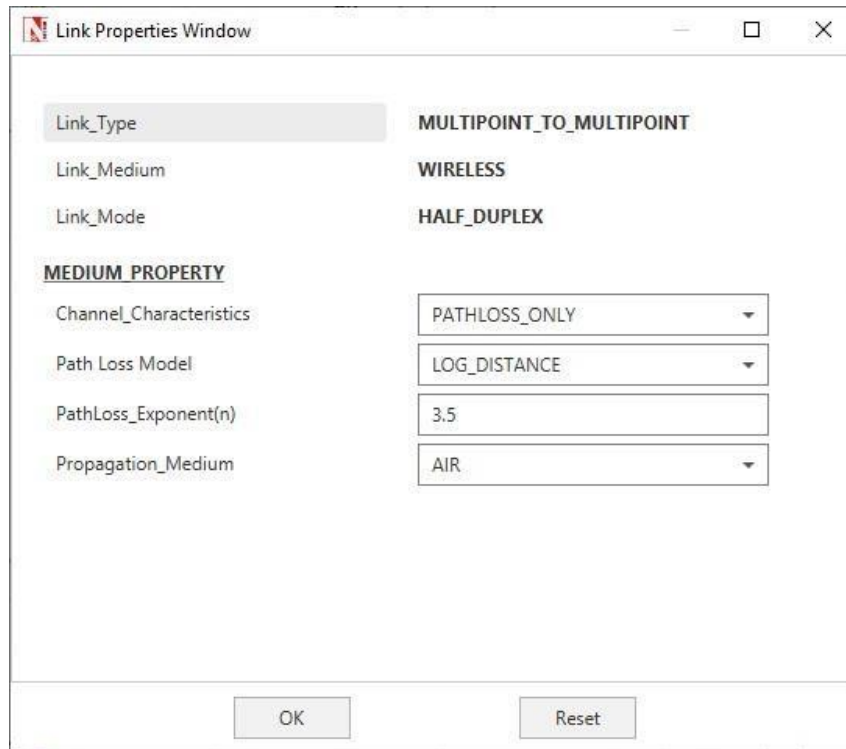 Link Properties Window
Link_Type MULTIPOINT_TO_MULTIPOINT
Link_Medium WIRELESS
Link_Mode HALF_DUPLEX
MEDIUM_PROPERTY
Channel_Characteristics PATHLOSS_ONLY
Path Loss Model LOG_DISTANCE
PathLoss_Exponent(n) 3.5
Propagation_Medium AIR
OK Reset